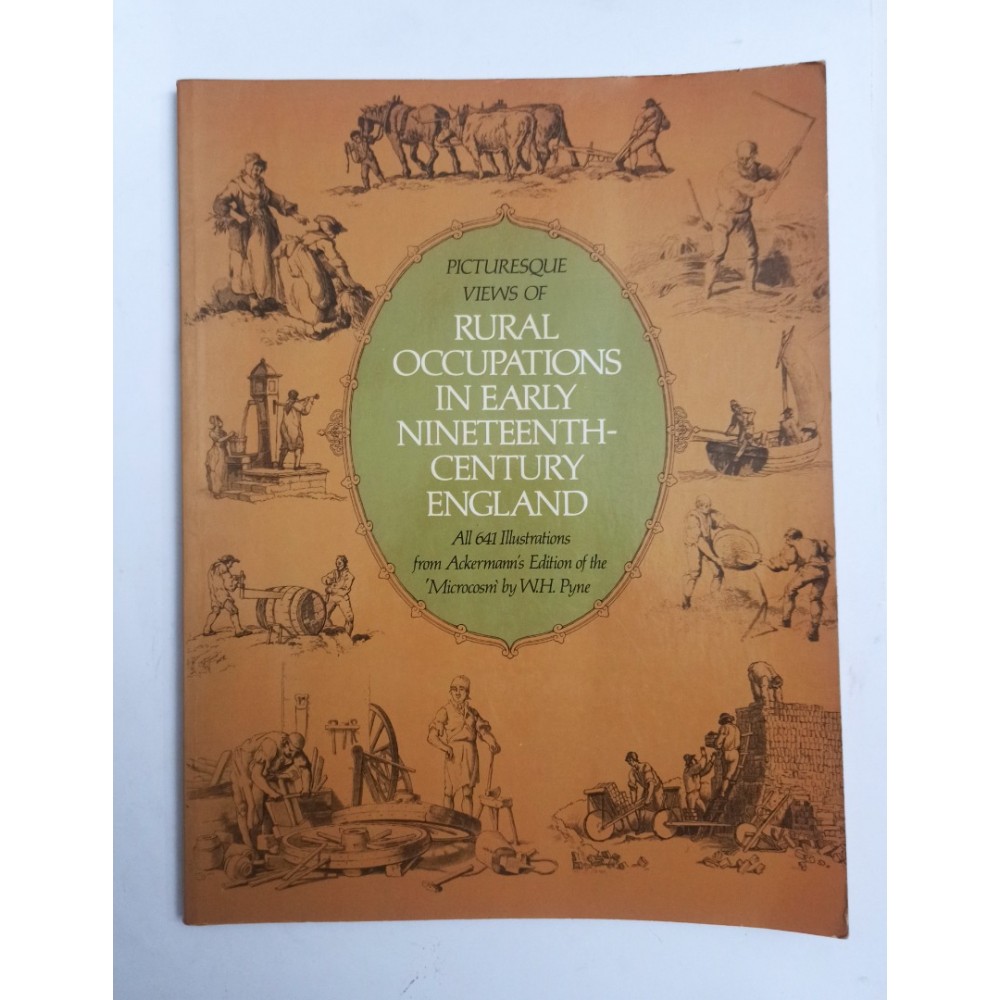 PICTURESQUE
VIEWS OF
RURAL
OCCUPATIONS
IN EARLY
NINETEENTH-
CENTURY
ENGLAND
All 641 Illustrations
from Ackermann's Edition of the
'Microcosm' by W.H. Pyne